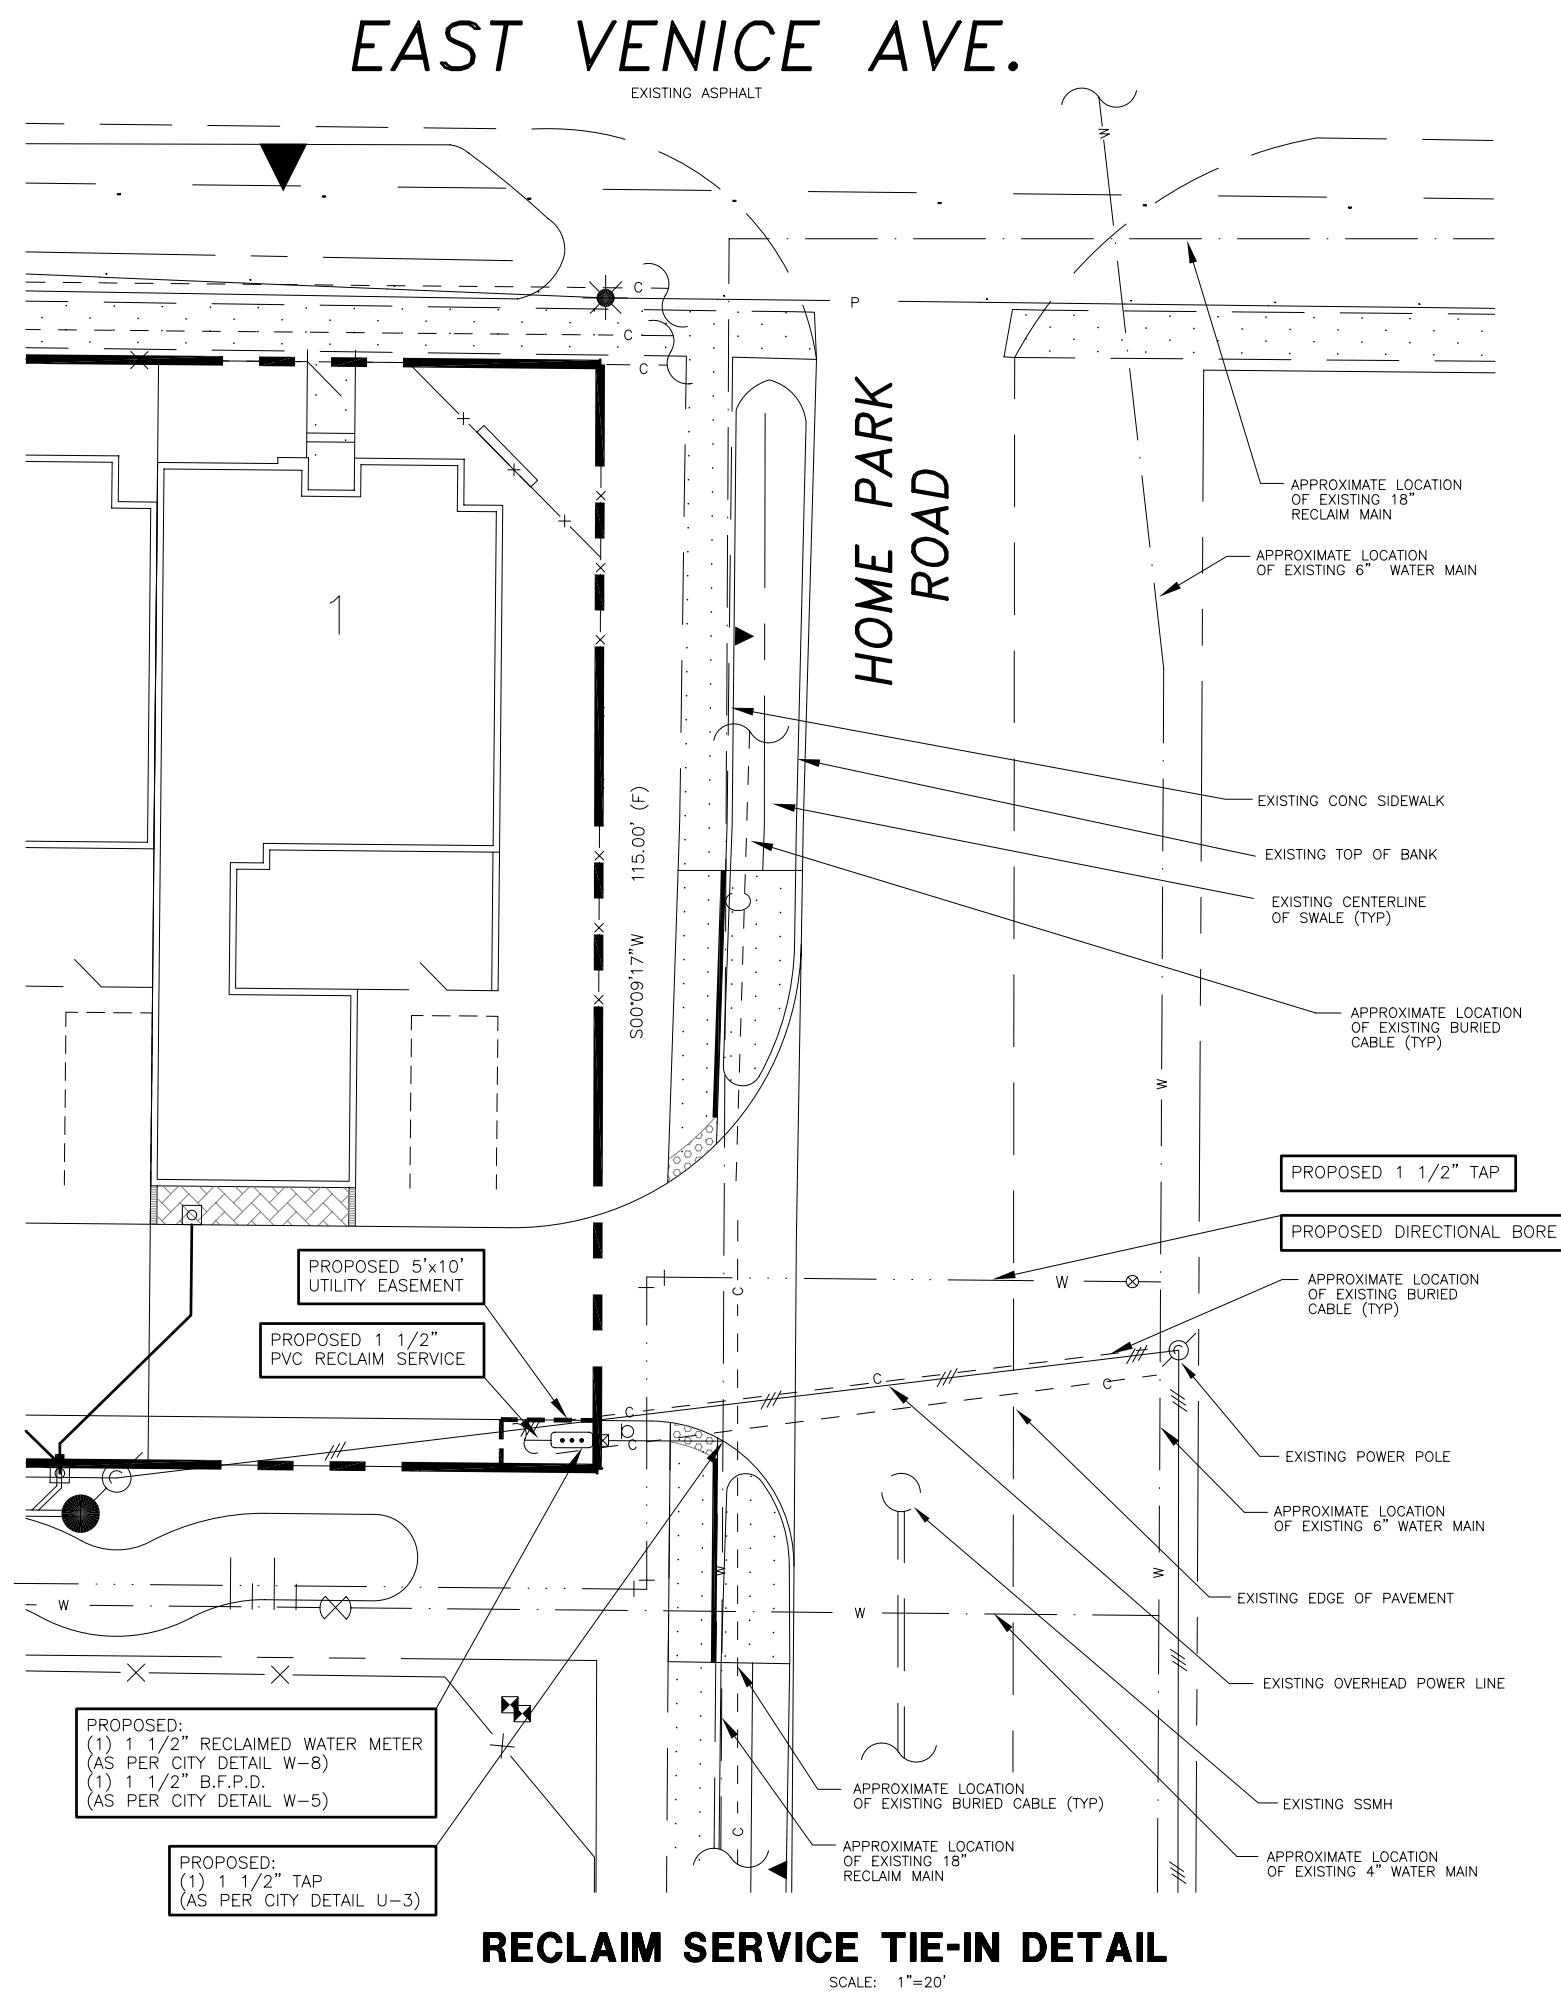 EAST VENICE AVE.
EXISTING ASPHALT
W
C
P
C
C
HOME PARK
ROAD
APPROXIMATE LOCATION
OF EXISTING 18"
RECLAIM MAIN
APPROXIMATE LOCATION
OF EXISTING 6" WATER MAIN
1
S00°09'17"W 115.00' (F)
EXISTING CONC SIDEWALK
EXISTING TOP OF BANK
EXISTING CENTERLINE
OF SWALE (TYP)
APPROXIMATE LOCATION
OF EXISTING BURIED
CABLE (TYP)
W
PROPOSED 1 1/2" TAP
PROPOSED DIRECTIONAL BORE
PROPOSED 5'x10'
UTILITY EASEMENT
W
C
APPROXIMATE LOCATION
OF EXISTING BURIED
CABLE (TYP)
PROPOSED 1 1/2"
PVC RECLAIM SERVICE
C
C
C
C
EXISTING POWER POLE
APPROXIMATE LOCATION
OF EXISTING 6" WATER MAIN
W
W
EXISTING EDGE OF PAVEMENT
W
W
EXISTING OVERHEAD POWER LINE
PROPOSED:
(1) 1 1/2" RECLAIMED WATER METER
(AS PER CITY DETAIL W-8)
(1) 1 1/2" B.F.P.D.
(AS PER CITY DETAIL W-5)
APPROXIMATE LOCATION
OF EXISTING BURIED CABLE (TYP)
EXISTING SSMH
C
APPROXIMATE LOCATION
OF EXISTING 18"
RECLAIM MAIN
APPROXIMATE LOCATION
OF EXISTING 4" WATER MAIN
PROPOSED:
(1) 1 1/2" TAP
(AS PER CITY DETAIL U-3)
RECLAIM SERVICE TIE-IN DETAIL
SCALE: 1"=20'